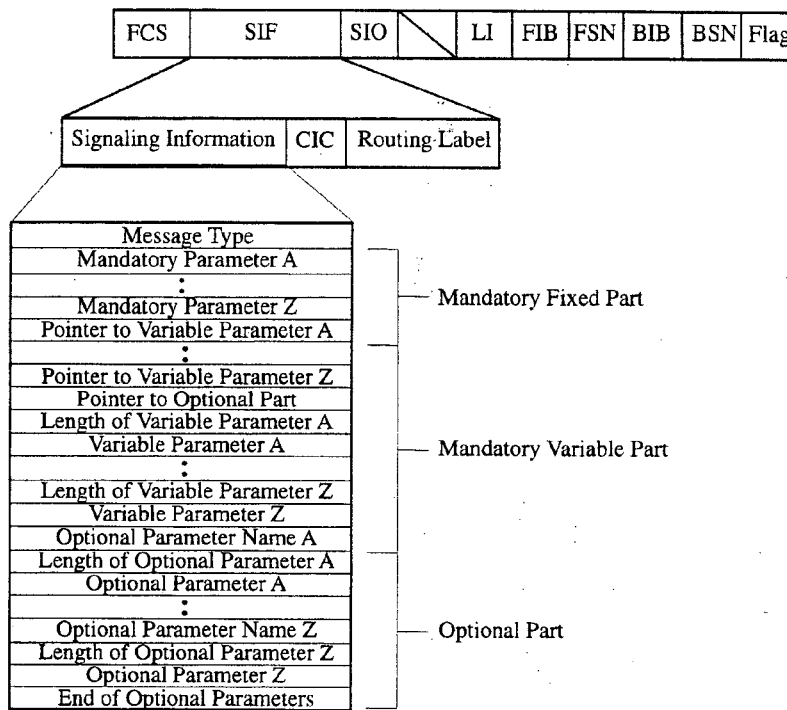 FCS SIF SIO LI FIB FSN BIB BSN Flag
Signaling Information CIC Routing Label
Message Type
Mandatory Parameter A
Mandatory Parameter Z
Pointer to Variable Parameter A
Pointer to Variable Parameter Z
Pointer to Optional Part
Length of Variable Parameter A
Variable Parameter A
Length of Variable Parameter Z
Variable Parameter Z
Optional Parameter Name A
Length of Optional Parameter A
Optional Parameter A
Optional Parameter Name Z
Length of Optional Parameter Z
Optional Parameter Z
End of Optional Parameters
Mandatory Fixed Part
Mandatory Variable Part
Optional Part